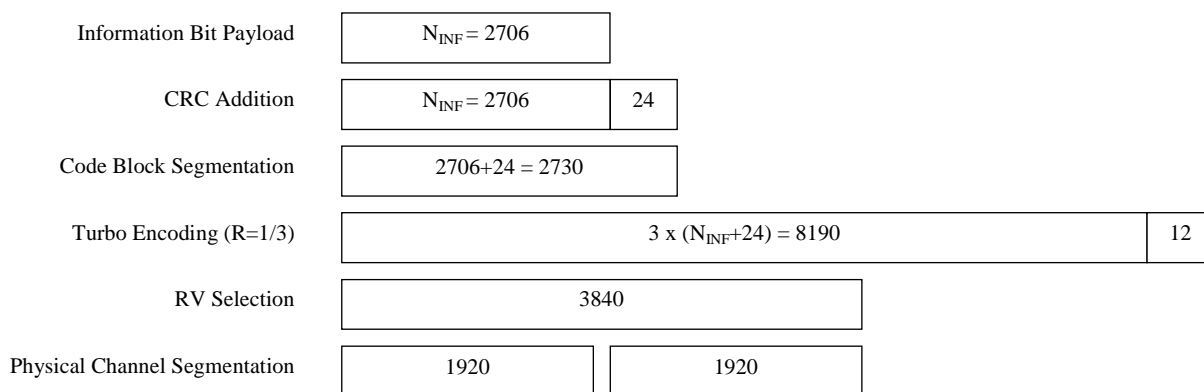 Information Bit Payload N_INF = 2706
CRC Addition N_INF = 2706 24
Code Block Segmentation 2706+24 = 2730
Turbo Encoding (R=1/3) 3 x (N_INF+24) = 8190 12
RV Selection 3840
Physical Channel Segmentation 1920 1920